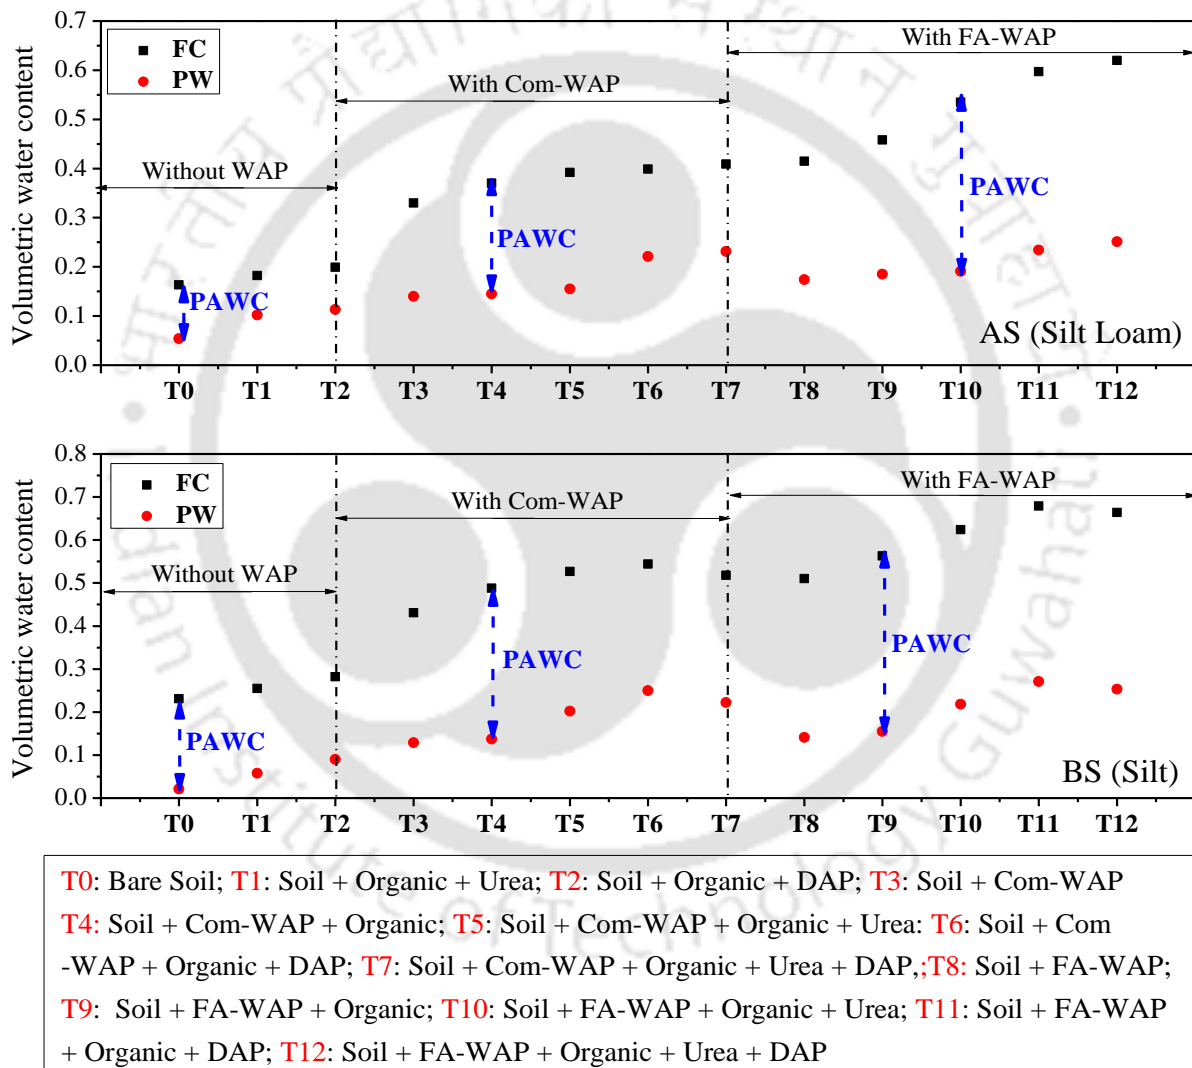 0.7
FC
PW
With FA-WAP
0.6
With Com-WAP
0.5
0.4
Without WAP
0.3
PAWC
PAWC
PAWC
0.2
0.1
0.0
Volumetric water content
AS (Silt Loam)
T0 T1 T2 T3 T4 T5 T6 T7 T8 T9 T10 T11 T12
0.8
FC
PW
With Com-WAP
With FA-WAP
0.7
0.6
Without WAP
0.5
0.4
PAWC
PAWC
PAWC
0.3
0.2
0.1
0.0
Volumetric water content
BS (Silt)
T0 T1 T2 T3 T4 T5 T6 T7 T8 T9 T10 T11 T12
T0: Bare Soil; T1: Soil + Organic + Urea; T2: Soil + Organic + DAP; T3: Soil + Com-WAP
T4: Soil + Com-WAP + Organic; T5: Soil + Com-WAP + Organic + Urea: T6: Soil + Com
-WAP + Organic + DAP; T7: Soil + Com-WAP + Organic + Urea + DAP,;T8: Soil + FA-WAP;
T9: Soil + FA-WAP + Organic; T10: Soil + FA-WAP + Organic + Urea; T11: Soil + FA-WAP
+ Organic + DAP; T12: Soil + FA-WAP + Organic + Urea + DAP
Indian Institute of Technology Guwahati